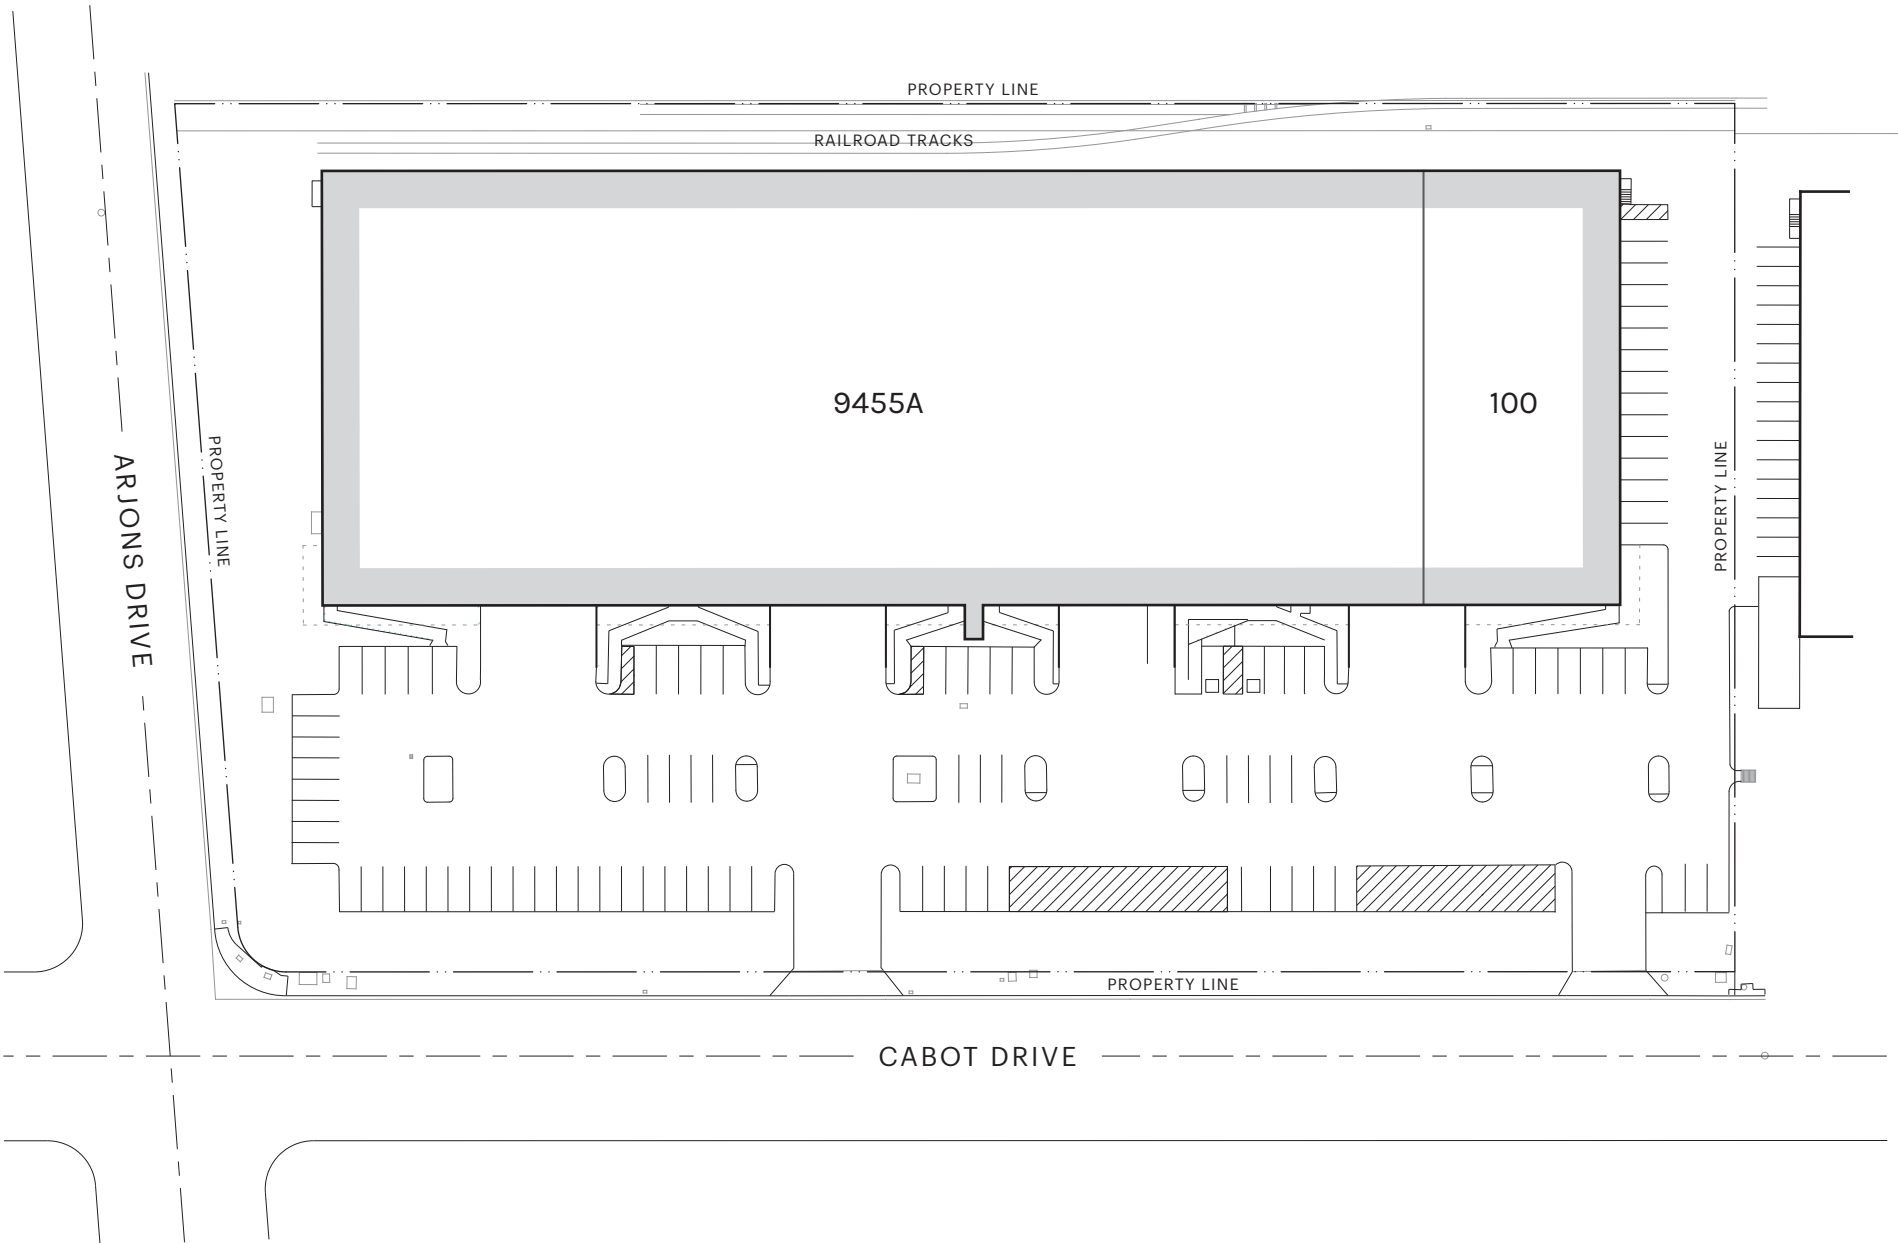 PROPERTY LINE
RAILROAD TRACKS
9455A
100
ARJONS DRIVE
PROPERTY LINE
PROPERTY LINE
PROPERTY LINE
CABOT DRIVE